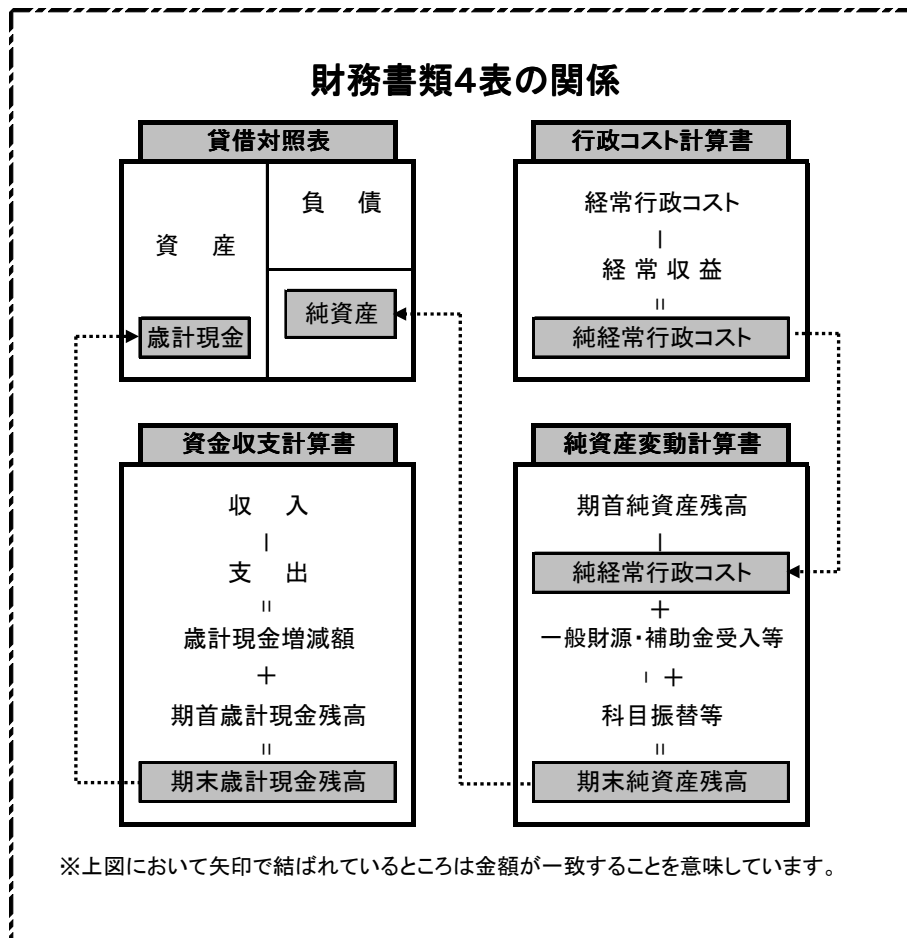 財務書類4表の関係
貸借対照表
資　産
負　債
純資産
歳計現金
行政コスト計算書
経常行政コスト
－
経 常 収 益
＝
純経常行政コスト
資金収支計算書
収　入
－
支　出
＝
歳計現金増減額
＋
期首歳計現金残高
＝
期末歳計現金残高
純資産変動計算書
期首純資産残高
－
純経常行政コスト
＋
一般財源・補助金受入等
－ ＋
科目振替等
＝
期末純資産残高
※上図において矢印で結ばれているところは金額が一致することを意味しています。